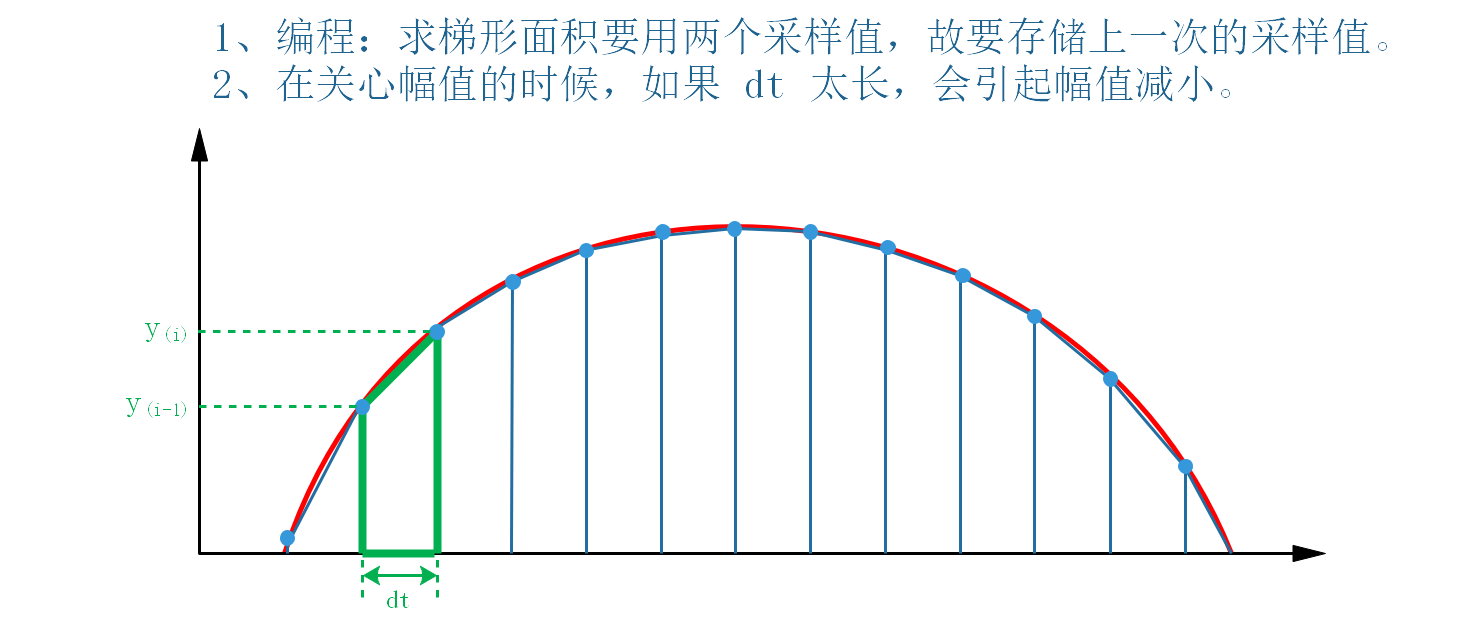 1、编程：求梯形面积要用两个采样值，故要存储上一次的采样值。
2、在关心幅值的时候，如果 dt 太长，会引起幅值减小。
y(i)
y(i-1)
dt